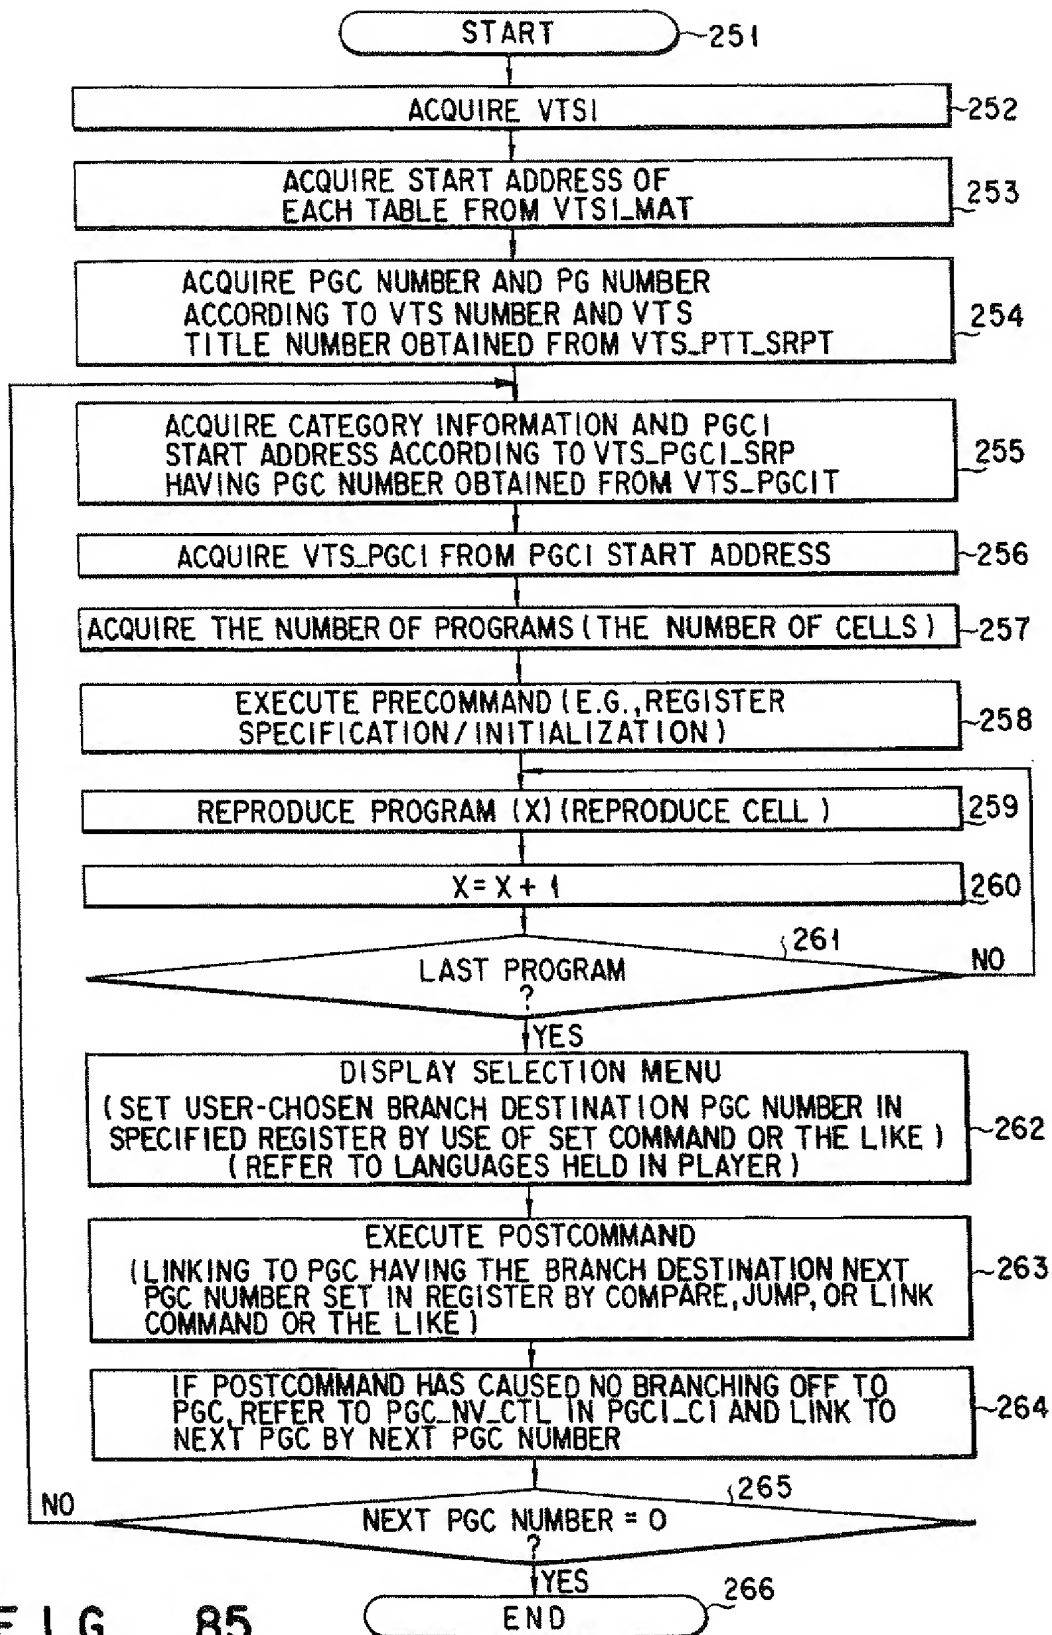 START
251
ACQUIRE VTSI
252
ACQUIRE START ADDRESS OF
EACH TABLE FROM VTSI_MAT
253
ACQUIRE PGC NUMBER AND PG NUMBER
ACCORDING TO VTS NUMBER AND VTS
TITLE NUMBER OBTAINED FROM VTS_PTT_SRPT
254
ACQUIRE CATEGORY INFORMATION AND PGCI
START ADDRESS ACCORDING TO VTS_PGCI_SRP
HAVING PGC NUMBER OBTAINED FROM VTS_PGCIT
255
ACQUIRE VTS_PGCI FROM PGCI START ADDRESS
256
ACQUIRE THE NUMBER OF PROGRAMS (THE NUMBER OF CELLS)
257
EXECUTE PRECOMMAND (E.G., REGISTER
SPECIFICATION/INITIALIZATION)
258
REPRODUCE PROGRAM (X) (REPRODUCE CELL)
259
X = X + 1
260
261
LAST PROGRAM
?
NO
YES
DISPLAY SELECTION MENU
(SET USER-CHOSEN BRANCH DESTINATION PGC NUMBER IN
SPECIFIED REGISTER BY USE OF SET COMMAND OR THE LIKE)
(REFER TO LANGUAGES HELD IN PLAYER)
262
EXECUTE POSTCOMMAND
(LINKING TO PGC HAVING THE BRANCH DESTINATION NEXT
PGC NUMBER SET IN REGISTER BY COMPARE, JUMP, OR LINK
COMMAND OR THE LIKE)
263
IF POSTCOMMAND HAS CAUSED NO BRANCHING OFF TO
PGC, REFER TO PGC_NV_CTL IN PGCI_CI AND LINK TO
NEXT PGC BY NEXT PGC NUMBER
264
265
NO
NEXT PGC NUMBER = 0
?
YES
END
266
FIG. 85